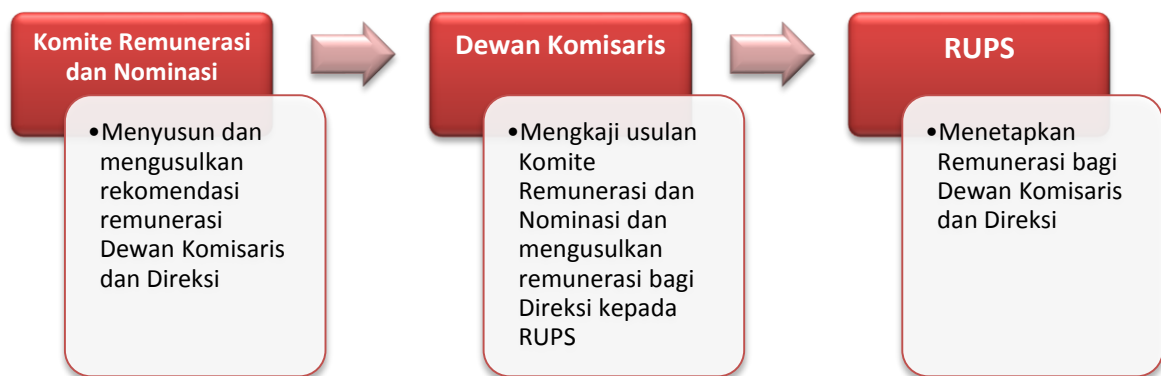 Komite Remunerasi
dan Nominasi
•Menyusun dan
mengusulkan
rekomendasi
remunerasi
Dewan Komisaris
dan Direksi
Dewan Komisaris
•Mengkaji usulan
Komite
Remunerasi dan
Nominasi dan
mengusulkan
remunerasi bagi
Direksi kepada
RUPS
RUPS
•Menetapkan
Remunerasi bagi
Dewan Komisaris
dan Direksi